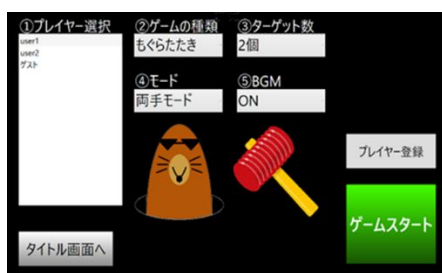 ①プレイヤー選択
user1
user2
ゲスト
②ゲームの種類
もぐらたたき
③ターゲット数
2個
④モード
両手モード
⑤BGM
ON
プレイヤー登録
ゲームスタート
タイトル画面へ